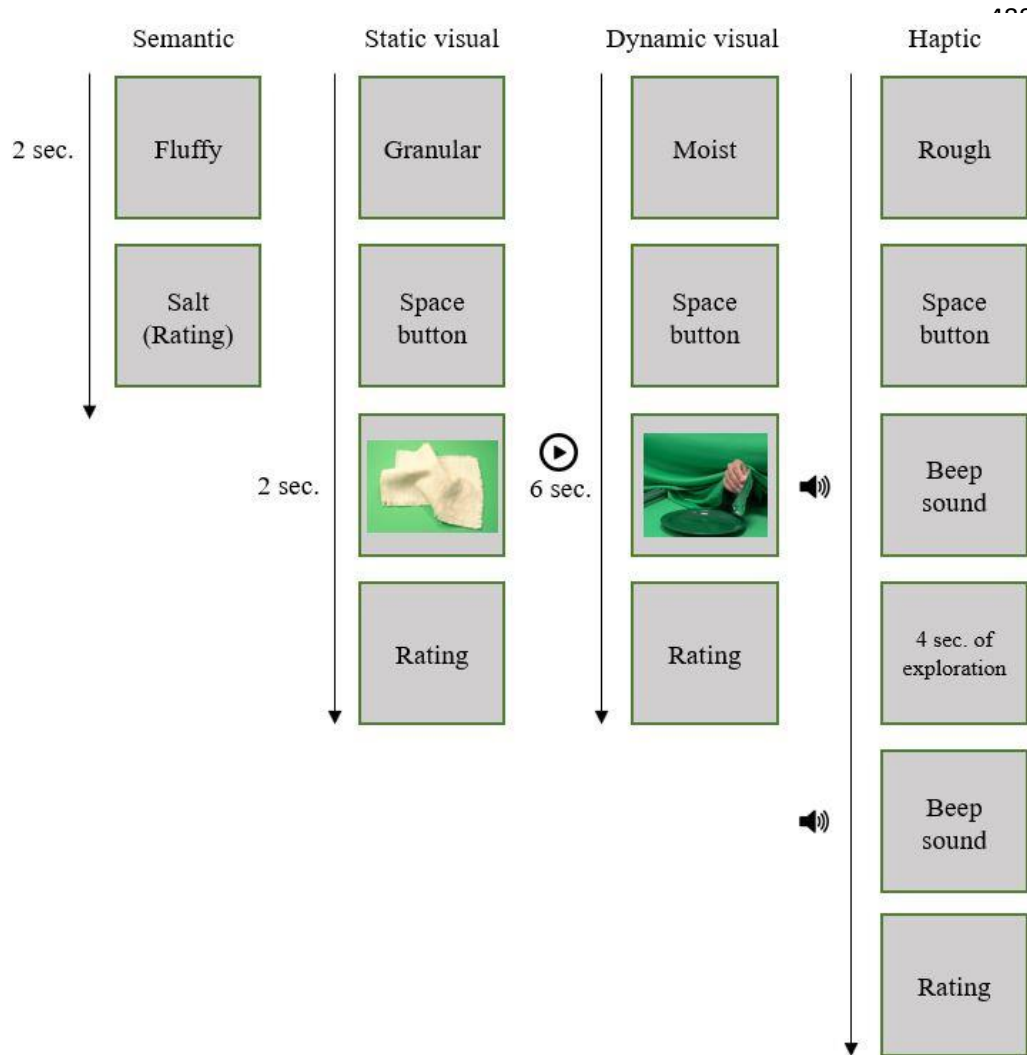 Semantic
Static visual
Dynamic visual
Haptic
2 sec.
Fluffy
Granular
Moist
Rough
Salt
(Rating)
Space
button
Space
button
Space
button
2 sec.
6 sec.
Beep
sound
Rating
Rating
4 sec. of
exploration
Beep
sound
Rating